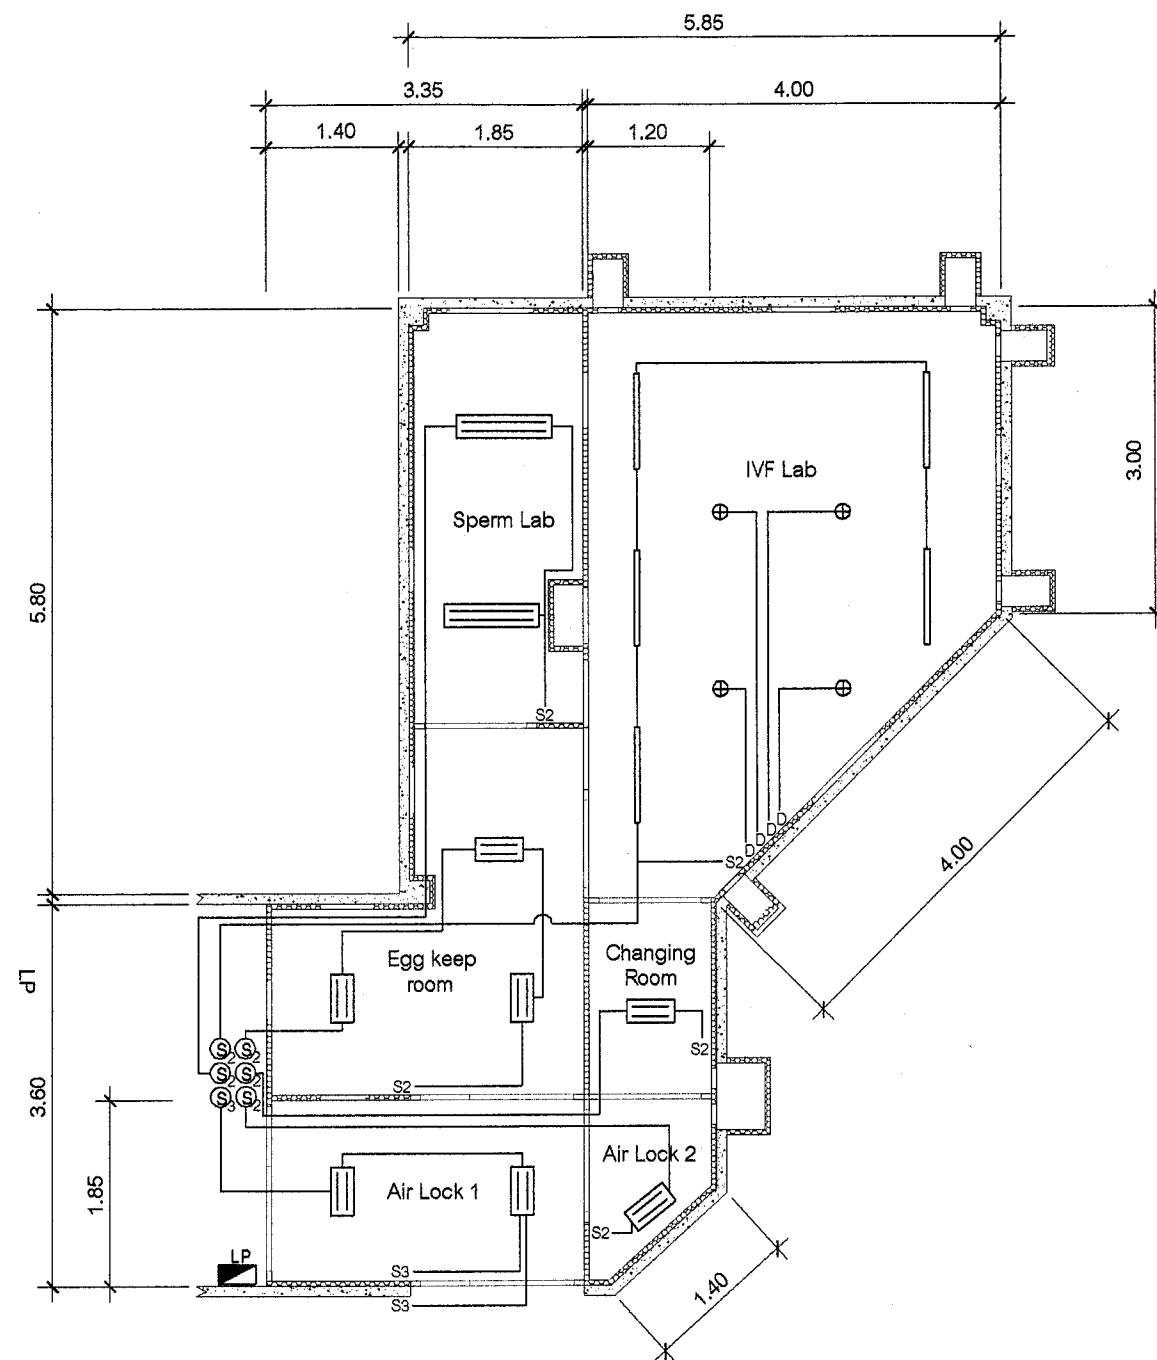 5.85
3.35
4.00
1.40
1.85
1.20
IVF Lab
3.00
Sperm Lab
5.80
S2
D
D
D
D
S2
4.00
Egg keep
room
Changing
Room
LP
S2
S2
S2
S2
S2
S2
S3
S2
3.60
Air Lock 2
1.85
Air Lock 1
S2
LP
S3
S3
1.40